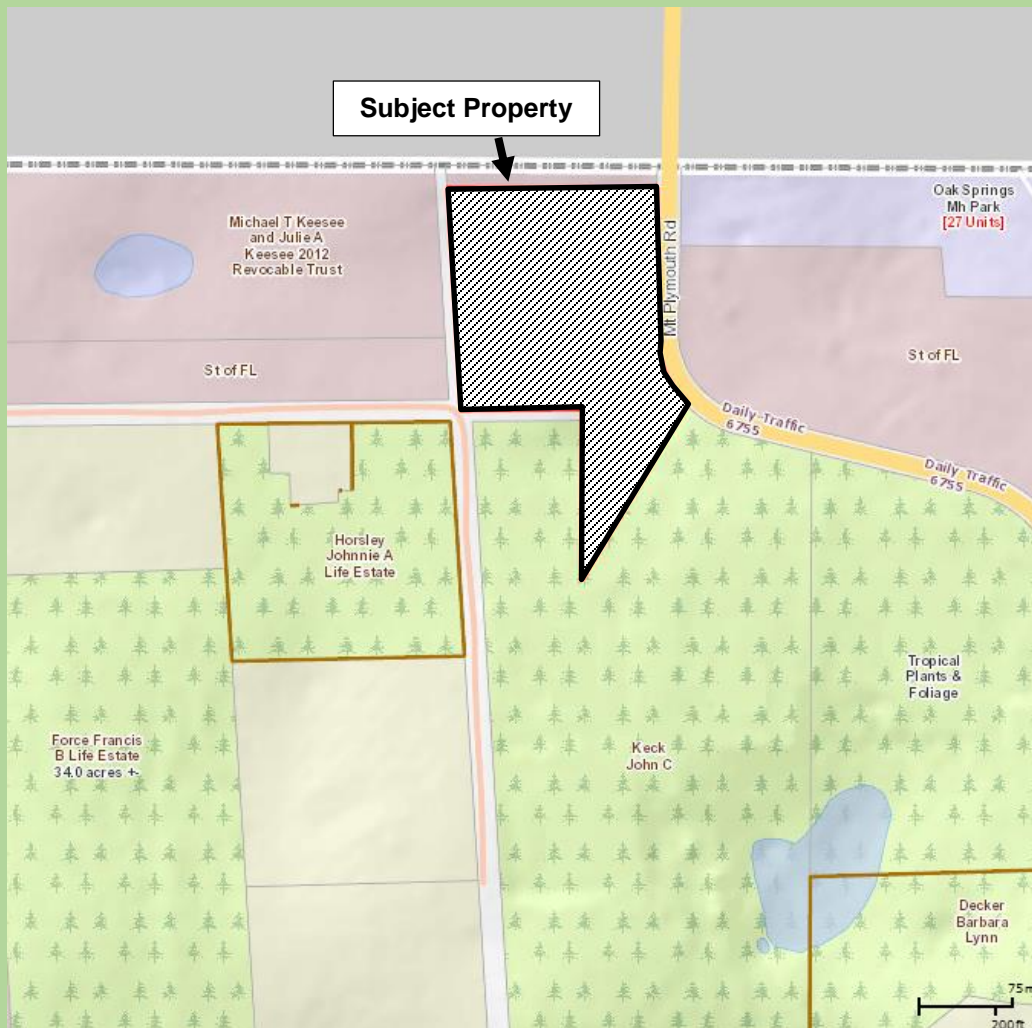 Subject Property
Oak Springs
Mh Park
[27 Units]
Michael T Keesee
and Julie A
Keesee 2012
Revocable Trust
Mt Plymouth Rd
St of FL
St of FL
Daily Traffic
6755
Daily Traffic
6755
Horsley
Johnnie A
Life Estate
Tropical
Plants &
Foliage
Force Francis
B Life Estate
34.0 acres +-
Keck
John C
Decker
Barbara
Lynn
75m
200ft